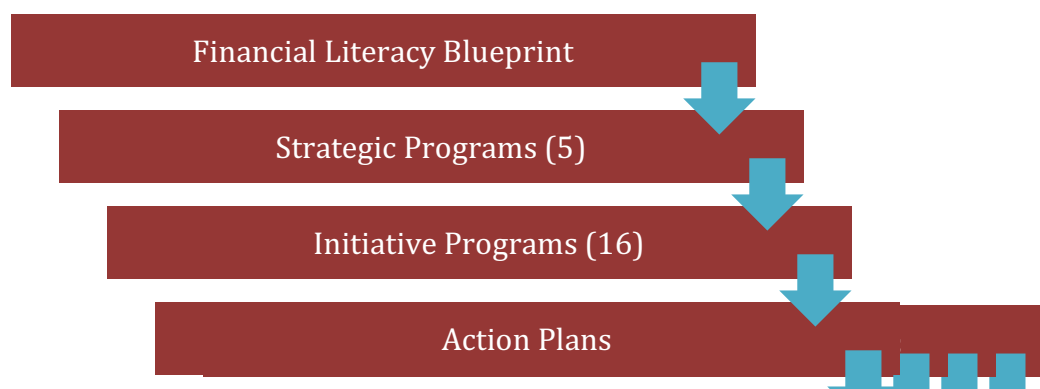 Financial Literacy Blueprint
Strategic Programs (5)
Initiative Programs (16)
Action Plans